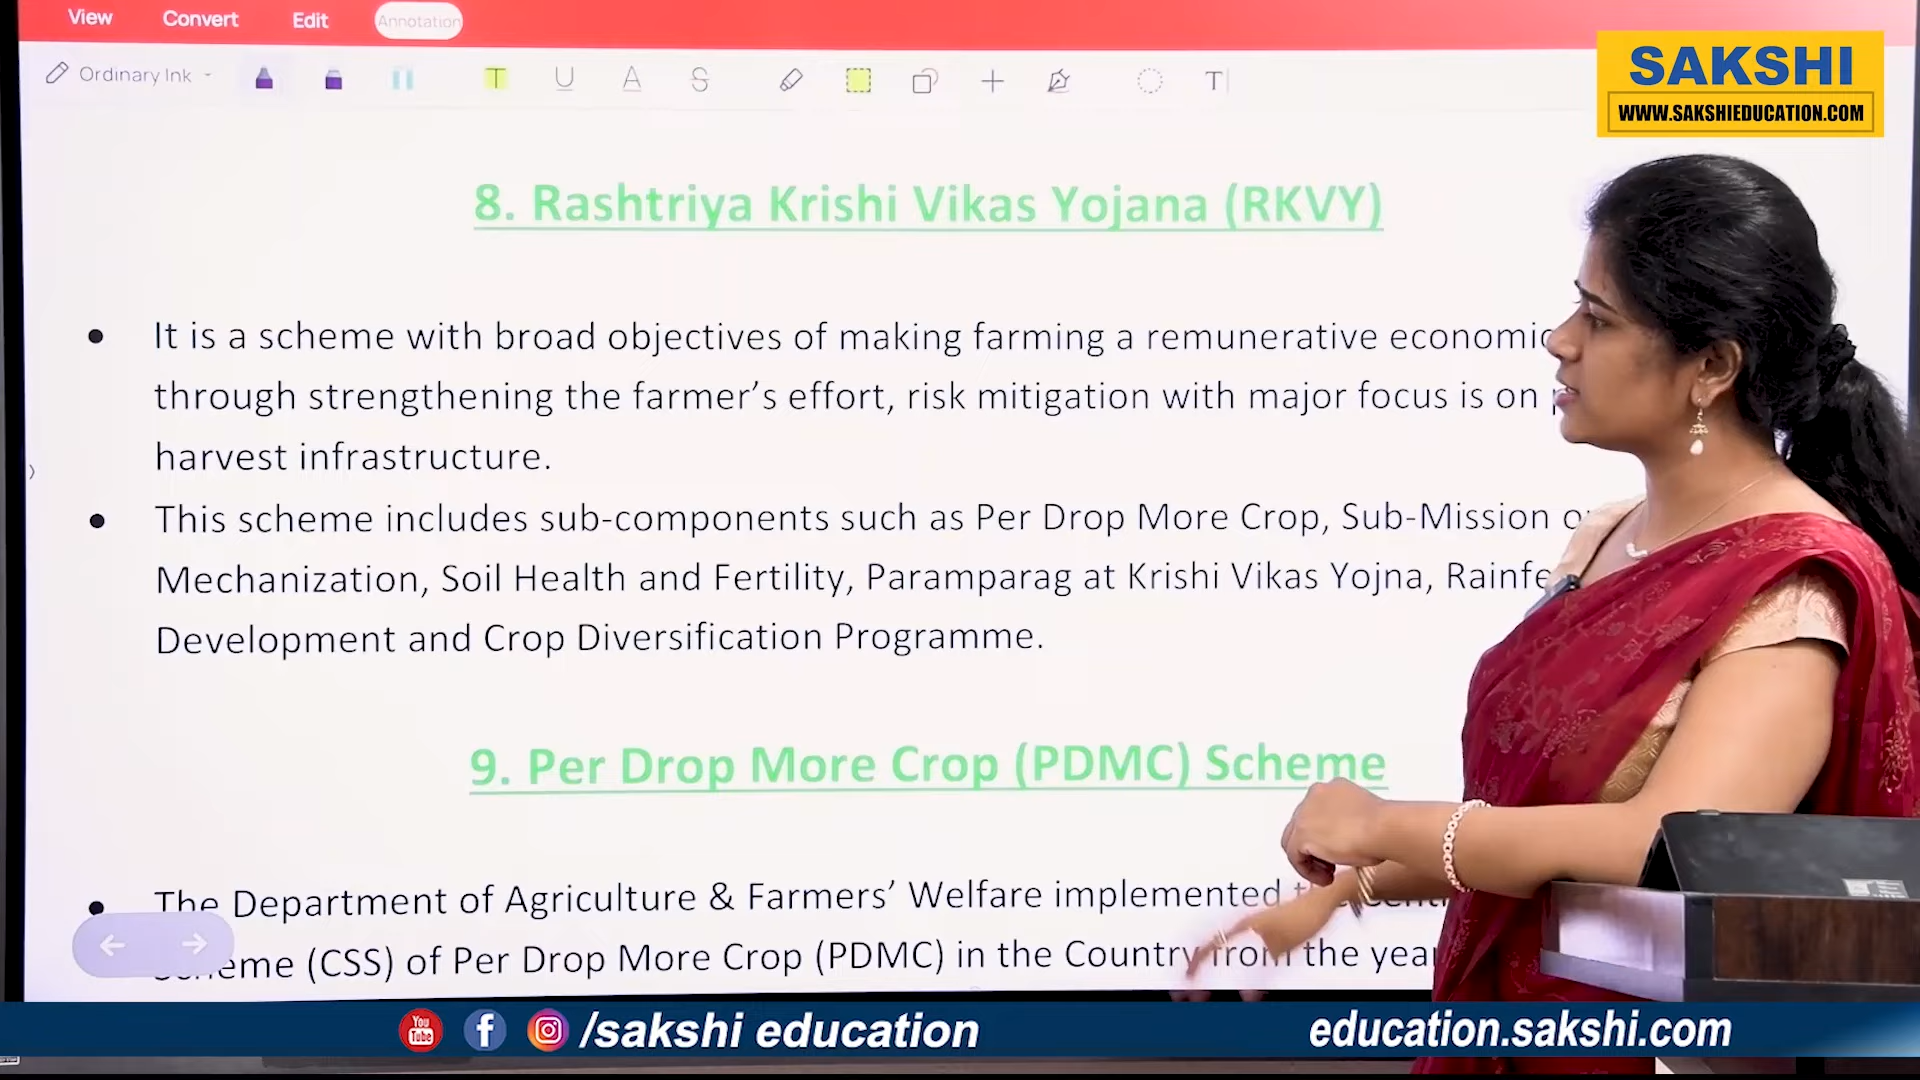 View Convert Edit Annotation
Ordinary Ink
SAKSHI
WWW.SAKSHIEDUCATION.COM
8. Rashtriya Krishi Vikas Yojana (RKVY)
• It is a scheme with broad objectives of making farming a remunerative economic
through strengthening the farmer's effort, risk mitigation with major focus is on
harvest infrastructure.
• This scheme includes sub-components such as Per Drop More Crop, Sub-Mission
Mechanization, Soil Health and Fertility, Paramparag at Krishi Vikas Yojna,
Development and Crop Diversification Programme.
9. Per Drop More Crop (PDMC) Scheme
• The Department of Agriculture & Farmers' Welfare implemented
(CSS) of Per Drop More Crop (PDMC) in the Country from the year
You Tube /sakshi education education.sakshi.com